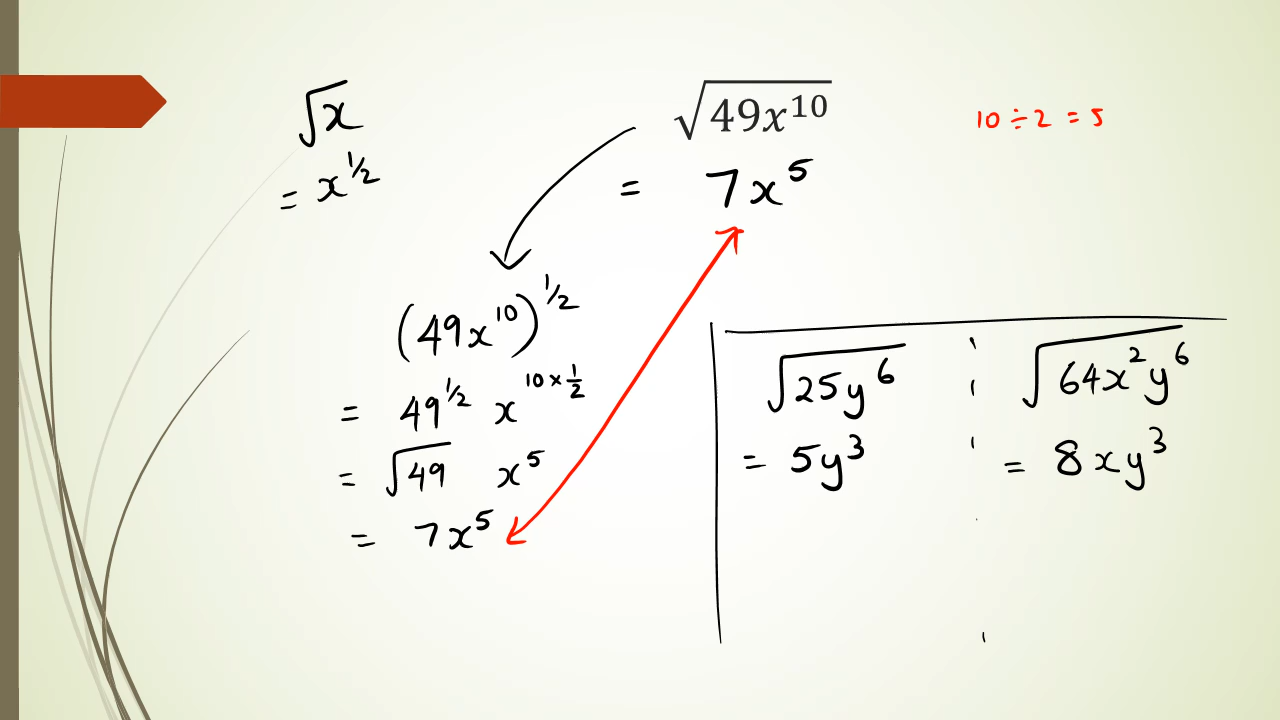 √x
= x^1/2
√49x^10
= 7x^5
10 ÷ 2 = 5
(49x^10)^1/2
= 49^1/2 x^10×1/2
= √49 x^5
= 7x^5
√25y^6
= 5y^3
√64x^2y^6
= 8xy^3